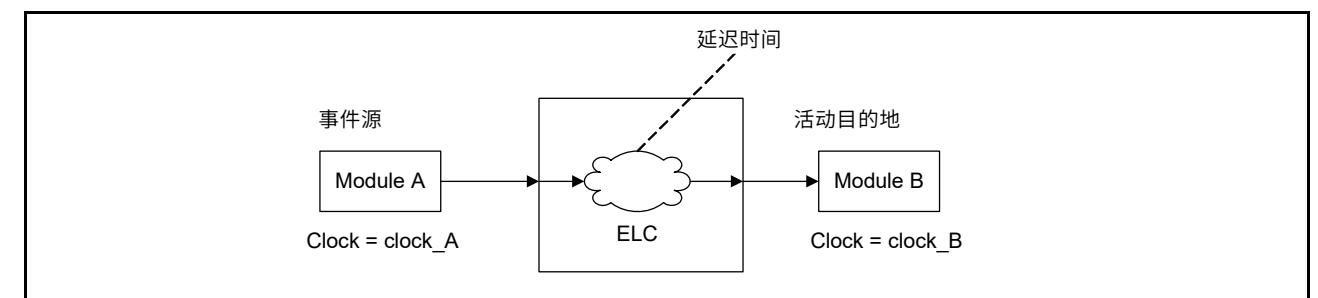 延迟时间
事件源
活动目的地
Module A
Module B
ELC
Clock = clock_A
Clock = clock_B